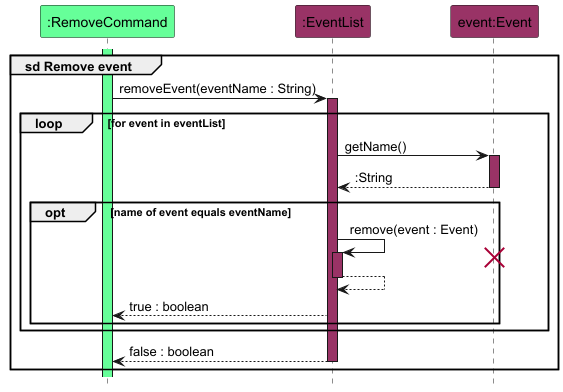 :RemoveCommand
:EventList
event:Event
sd Remove event
removeEvent(eventName : String)
loop
[for event in eventList]
getName()
:String
opt
[name of event equals eventName]
remove(event : Event)
true : boolean
false : boolean